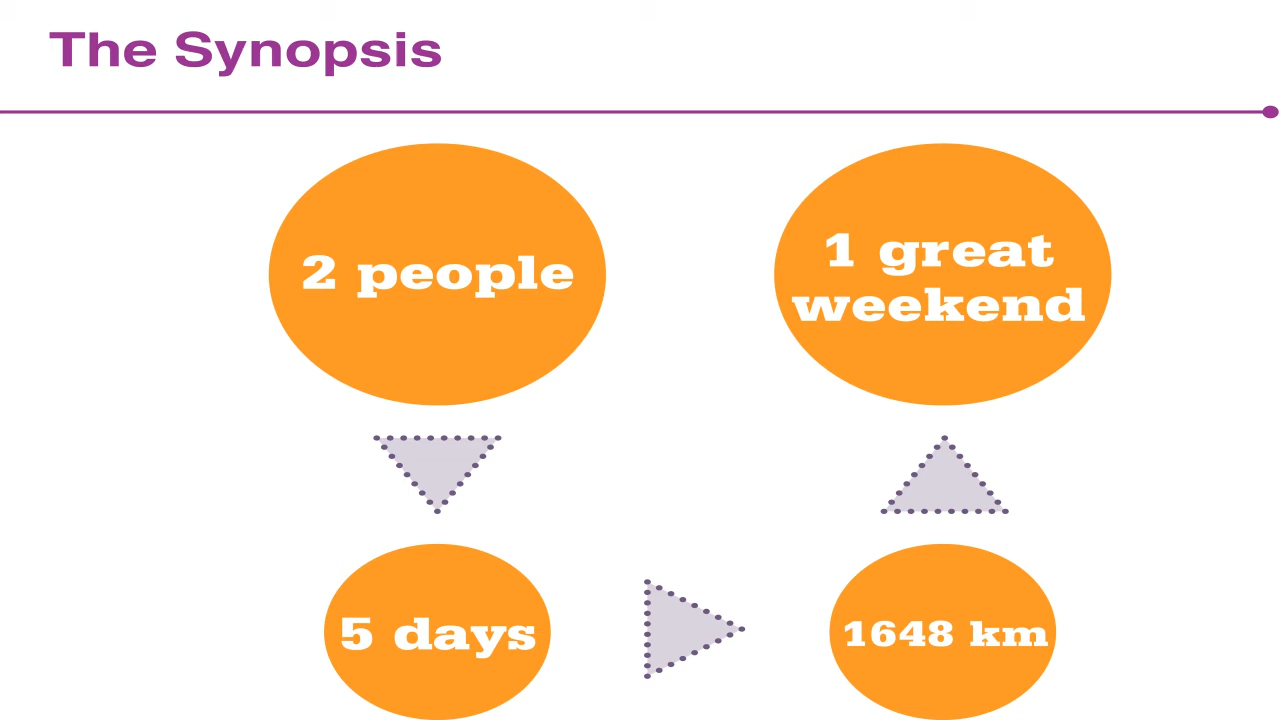 The Synopsis
2 people
5 days
1648 km
1 great
weekend